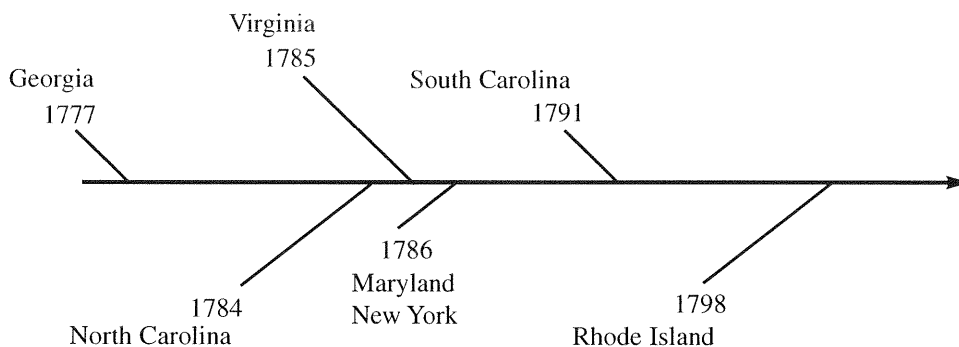 Virginia
1785
Georgia
1777
South Carolina
1791
1784
North Carolina
1786
Maryland
New York
1798
Rhode Island